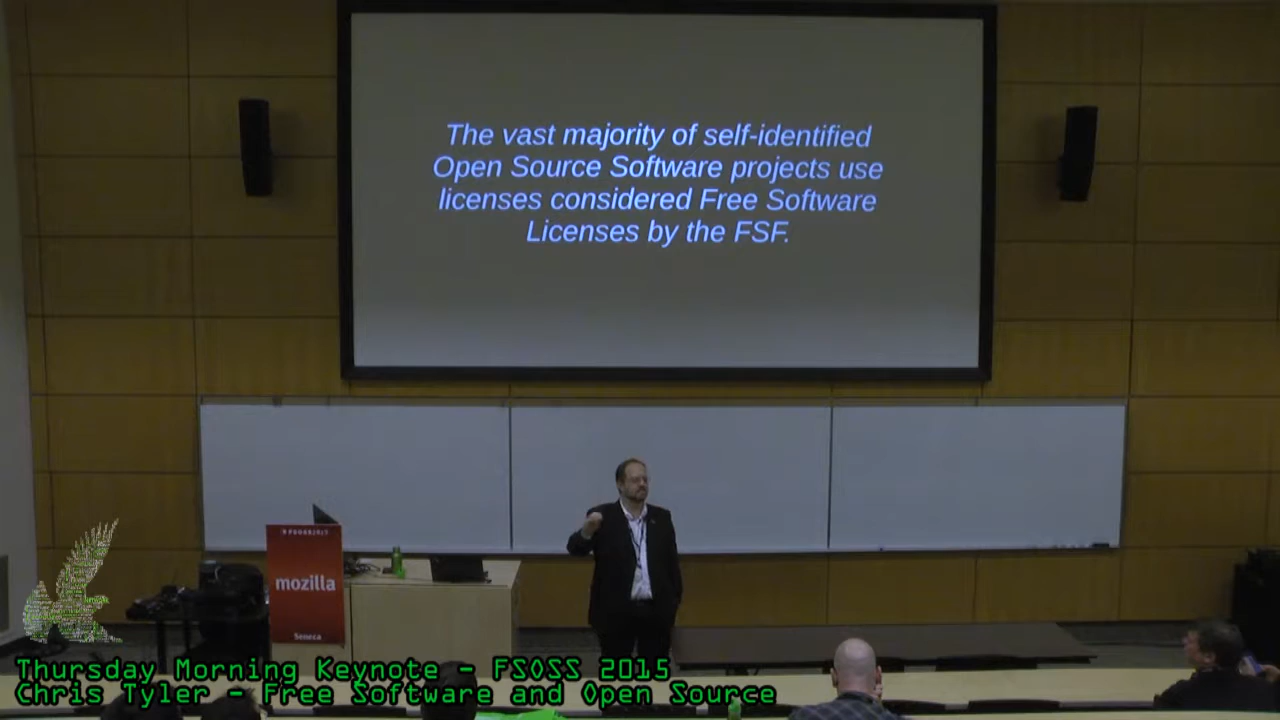 The vast majority of self-identified
Open Source Software projects use
licenses considered Free Software
Licenses by the FSF.
mozilla
Seneca
Thursday Morning Keynote - FSOSS 2015
Chris Tyler - Free Software and Open Source